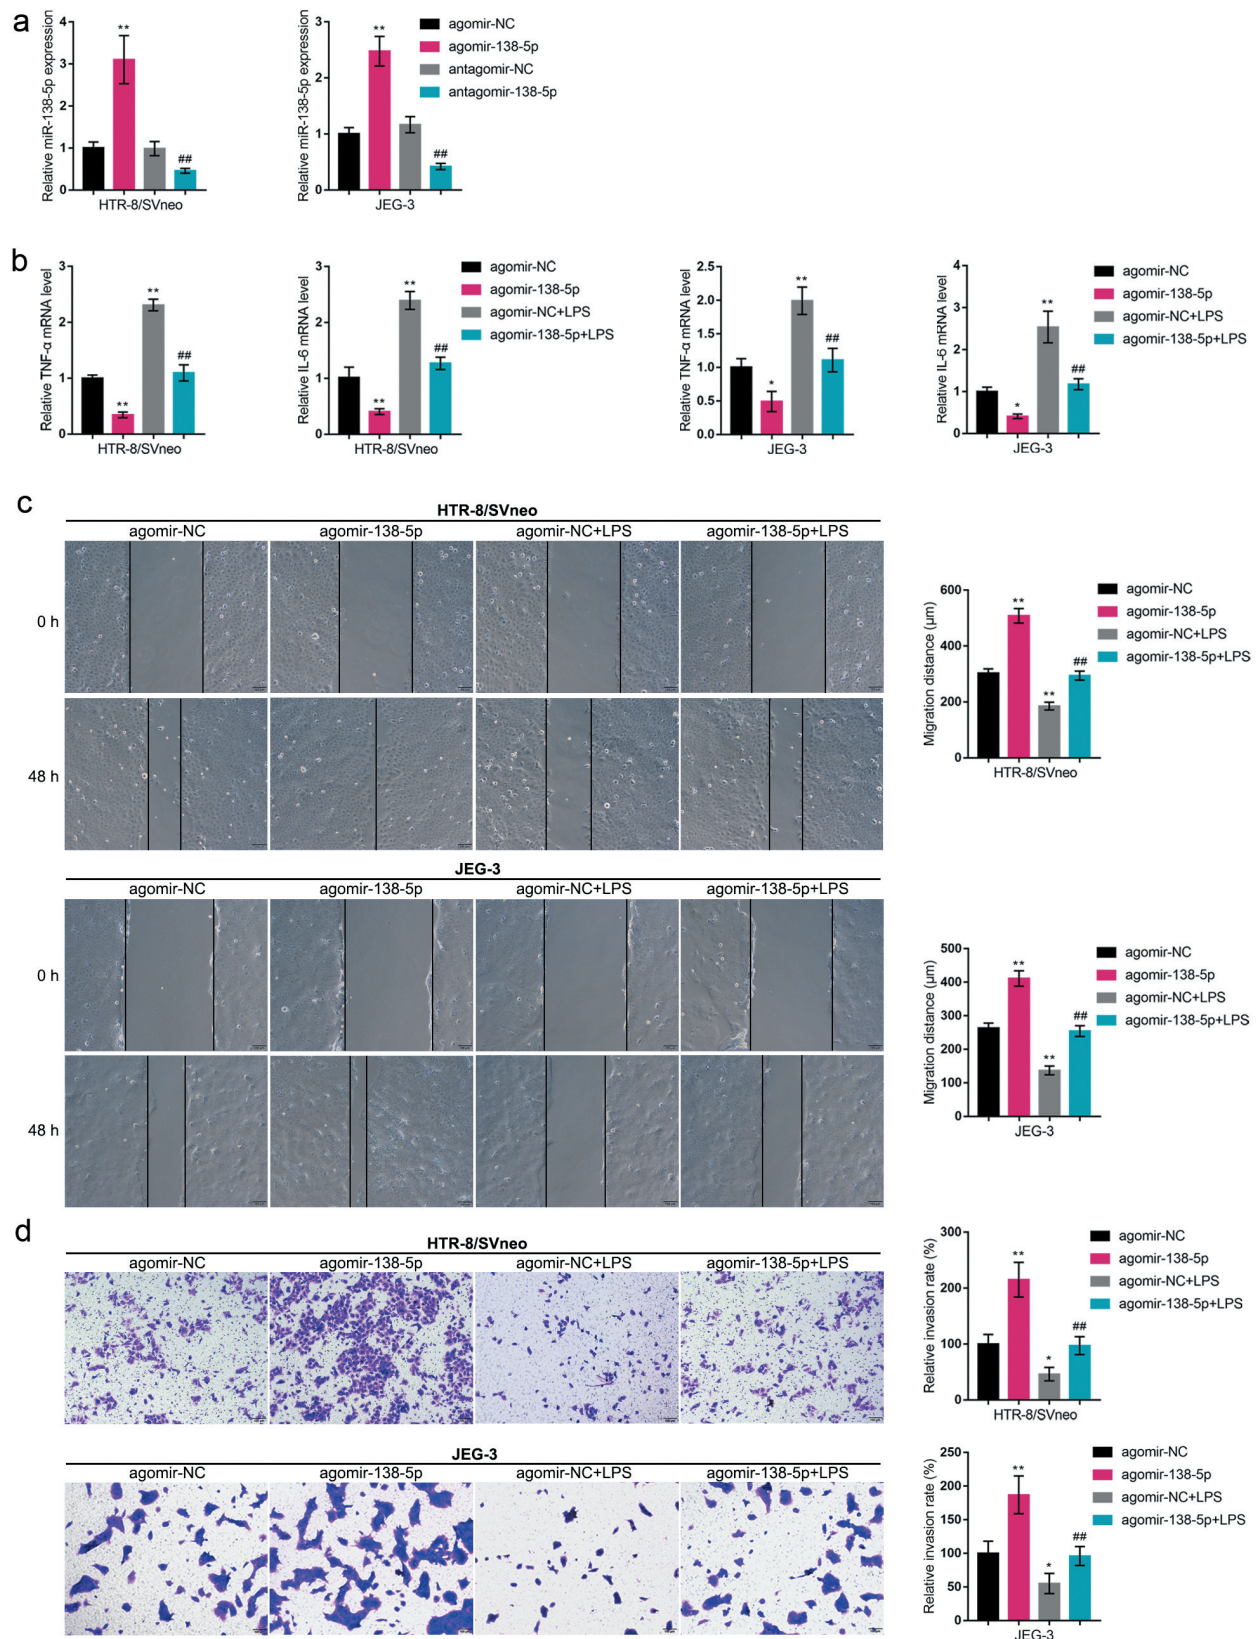 a
Relative miR-138-5p expression
4
3
2
1
0
**
##
HTR-8/SVneo
Relative miR-138-5p expression
3
2
1
0
**
##
JEG-3
agomir-NC
agomir-138-5p
antagomir-NC
antagomir-138-5p
b
Relative TNF-α mRNA level
3
2
1
0
**
**
##
HTR-8/SVneo
Relative IL-6 mRNA level
3
2
1
0
**
**
##
HTR-8/SVneo
agomir-NC
agomir-138-5p
agomir-NC+LPS
agomir-138-5p+LPS
Relative TNF-α mRNA level
2.5
2.0
1.5
1.0
0.5
0.0
*
**
##
JEG-3
Relative IL-6 mRNA level
4
3
2
1
0
*
**
##
JEG-3
agomir-NC
agomir-138-5p
agomir-NC+LPS
agomir-138-5p+LPS
c
HTR-8/SVneo
agomir-NC agomir-138-5p agomir-NC+LPS agomir-138-5p+LPS
0 h
48 h
Migration distance (μm)
600
400
200
0
**
**
##
HTR-8/SVneo
agomir-NC
agomir-138-5p
agomir-NC+LPS
agomir-138-5p+LPS
JEG-3
agomir-NC agomir-138-5p agomir-NC+LPS agomir-138-5p+LPS
0 h
48 h
Migration distance (μm)
500
400
300
200
100
0
**
**
##
JEG-3
agomir-NC
agomir-138-5p
agomir-NC+LPS
agomir-138-5p+LPS
d
HTR-8/SVneo
agomir-NC agomir-138-5p agomir-NC+LPS agomir-138-5p+LPS
Relative invasion rate (%)
300
200
100
0
**
*
##
HTR-8/SVneo
agomir-NC
agomir-138-5p
agomir-NC+LPS
agomir-138-5p+LPS
JEG-3
agomir-NC agomir-138-5p agomir-NC+LPS agomir-138-5p+LPS
Relative invasion rate (%)
250
200
150
100
50
0
**
*
##
JEG-3
agomir-NC
agomir-138-5p
agomir-NC+LPS
agomir-138-5p+LPS